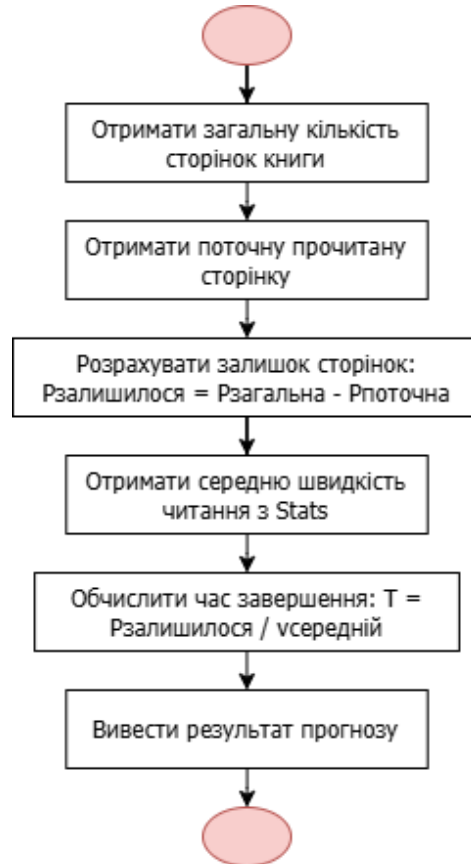 Отримати загальну кількість
сторінок книги
Отримати поточну прочитану
сторінку
Розрахувати залишок сторінок:
Pзалишилося = Pзагальна - Pпоточна
Отримати середню швидкість
читання з Stats
Обчислити час завершення: T =
Pзалишилося / vсередній
Вивести результат прогнозу